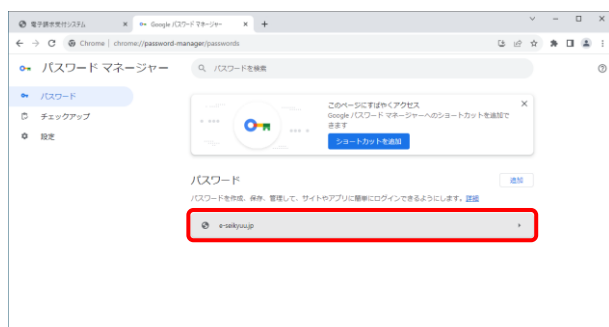 電子請求受付システム
Google パスワード マネージャー
Chrome | chrome://password-manager/passwords
パスワード マネージャー
パスワードを検索
パスワード
チェックアップ
設定
このページにすばやくアクセス
Google パスワード マネージャーへのショートカットを追加で
きます
ショートカットを追加
パスワード
追加
パスワードを作成、保存、管理して、サイトやアプリに簡単にログインできるようにします。詳細
e-seikyuu.jp